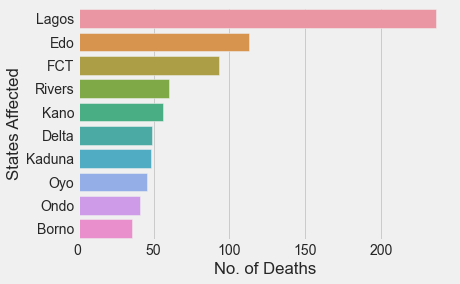 Lagos
Edo
FCT
Rivers
Kano
Delta
Kaduna
Oyo
Ondo
Borno
States Affected
0 50 100 150 200
No. of Deaths